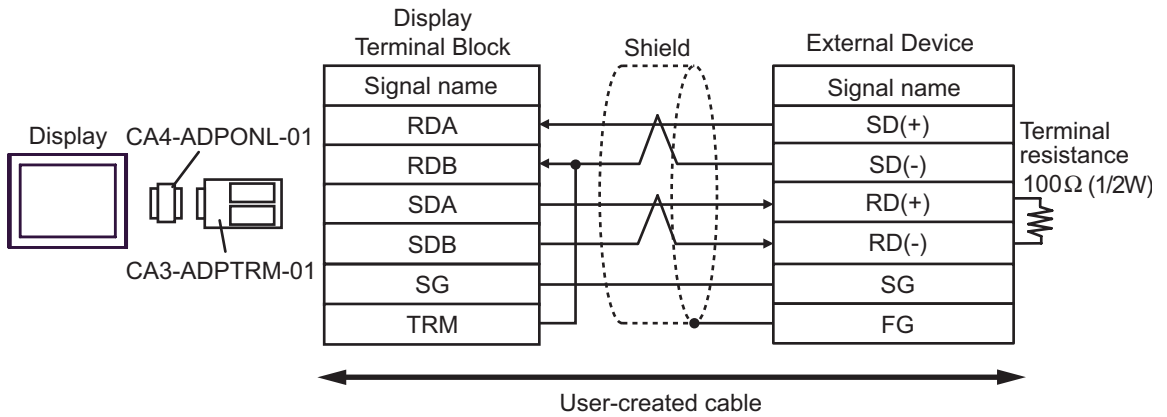 Display
Terminal Block
Shield
External Device
Signal name
Signal name
RDA
SD(+)
RDB
SD(-)
SDA
RD(+)
SDB
RD(-)
SG
SG
TRM
FG
Display
CA4-ADPONL-01
CA3-ADPTRM-01
Terminal
resistance
100Ω (1/2W)
User-created cable